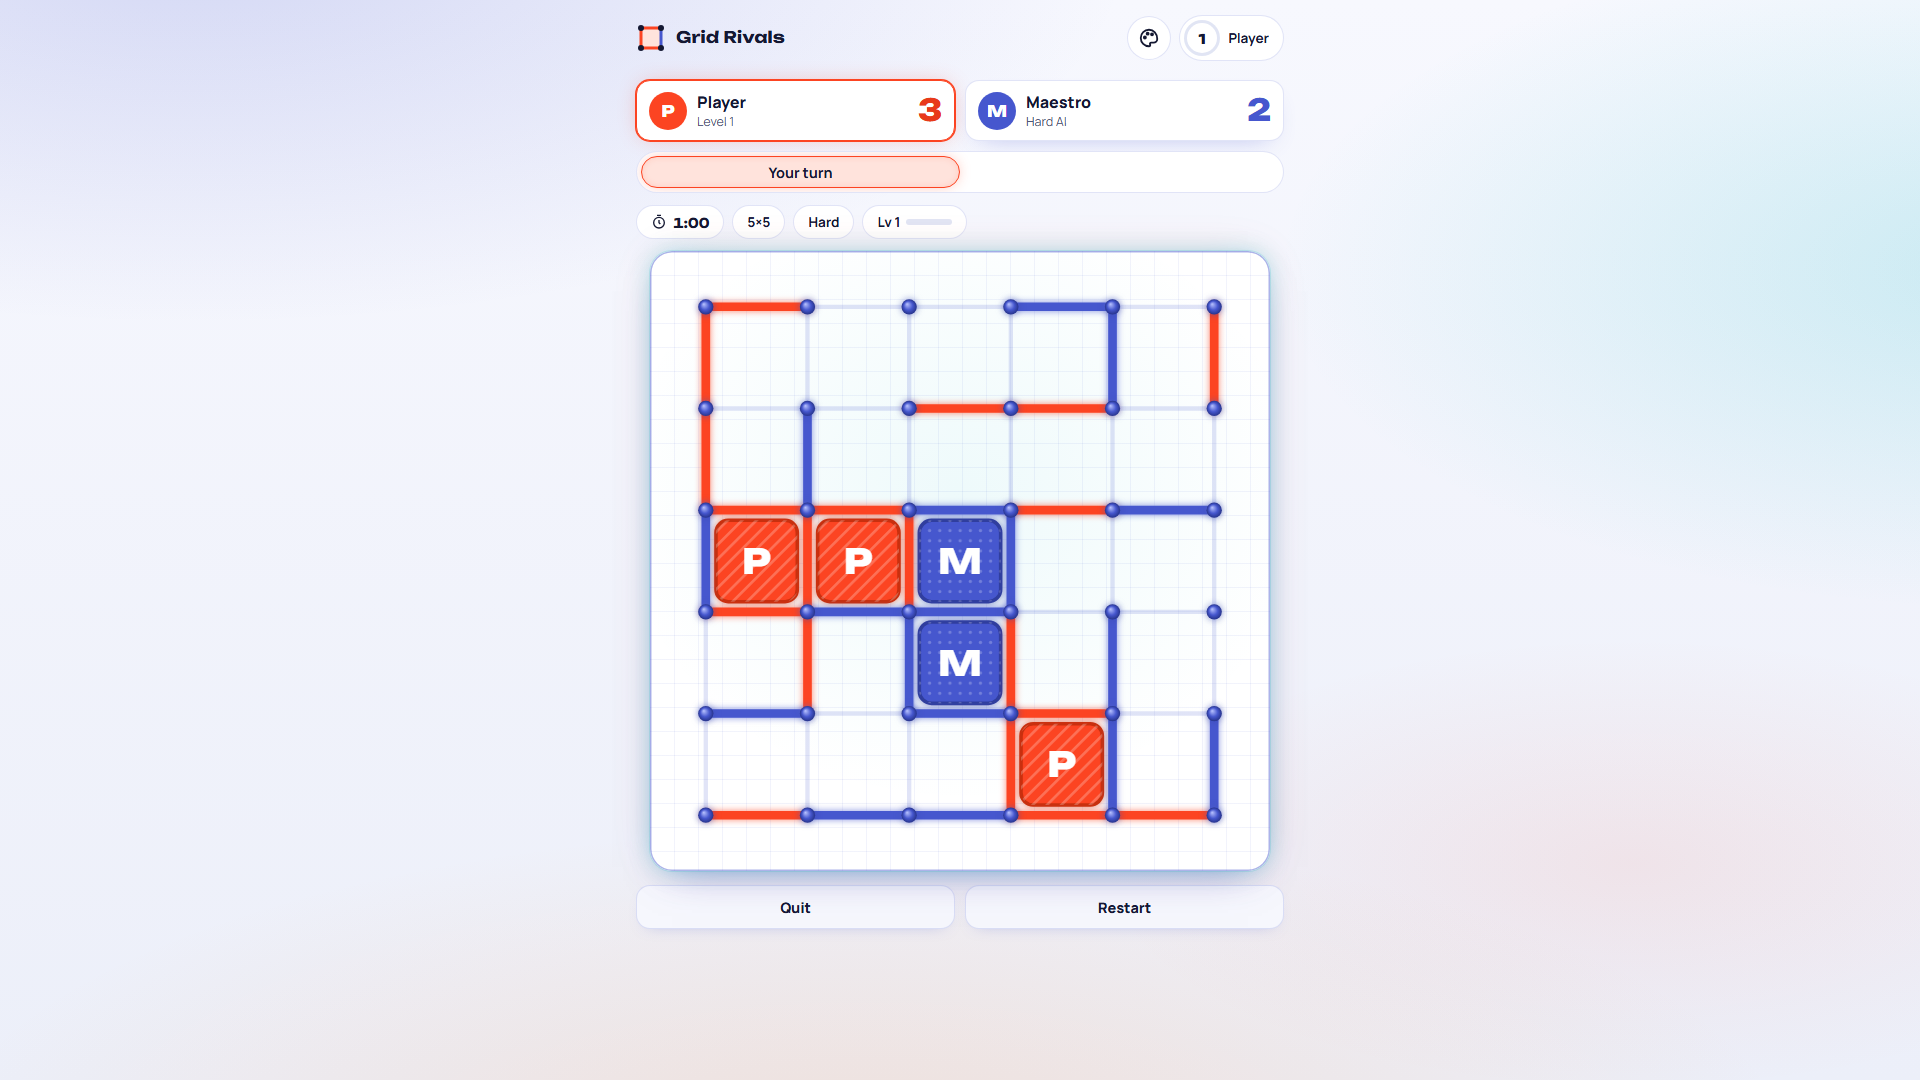 Grid Rivals
1 Player
P Player 3
Level 1
M Maestro 2
Hard AI
Your turn
1:00 5×5 Hard Lv 1
P P M
M
P
Quit Restart